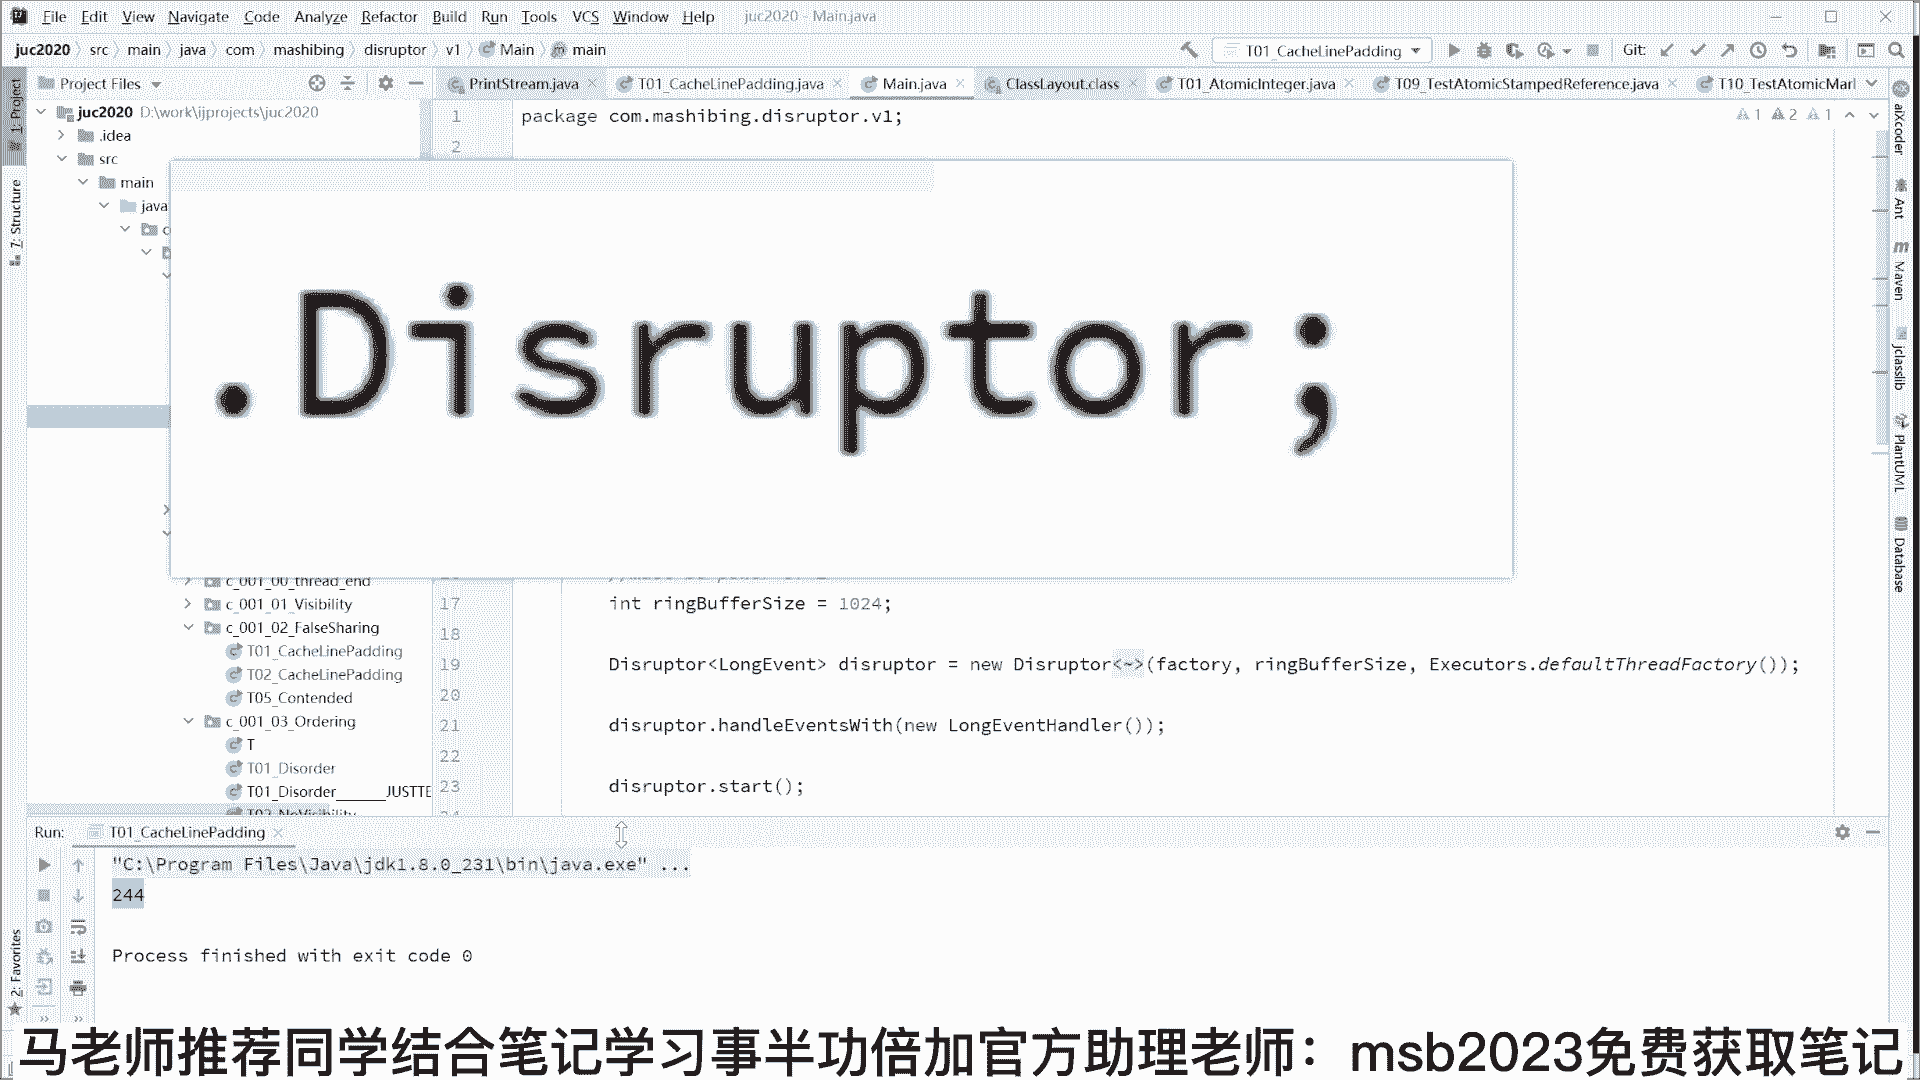 File Edit View Navigate Code Analyze Refactor Build Run Tools VCS Window Help juc2020 - Main.java
juc2020 src main java com mashibing disruptor v1 Main main T01_CacheLinePadding Git:
Project Files PrintStream.java T01_CacheLinePadding.java Main.java ClassLayout.class T01_AtomicInteger.java T09_TestAtomicStampedReference.java T10_TestAtomicMarl
1: Project
7: Structure
2: Favorites
juc2020 D:\work\ijprojects\juc2020
.idea
src
main
java
c
1 package com.mashibing.disruptor.v1;
2
1 2 1
.Disruptor;
c_001_00_thread_end
c_001_01_Visibility
c_001_02_FalseSharing
T01_CacheLinePadding
T02_CacheLinePadding
T05_Contended
c_001_03_Ordering
T
T01_Disorder
T01_Disorder______JUSTTE
17 int ringBufferSize = 1024;
18
19 Disruptor<LongEvent> disruptor = new Disruptor<~>(factory, ringBufferSize, Executors.defaultThreadFactory());
20
21 disruptor.handleEventsWith(new LongEventHandler());
22
23 disruptor.start();
aiXcoder
Ant
Maven
jclasslib
PlantUML
Database
Run: T01_CacheLinePadding
"C:\Program Files\Java\jdk1.8.0_231\bin\java.exe" ...
244
Process finished with exit code 0
马老师推荐同学结合笔记学习事半功倍加官方助理老师：msb2023免费获取笔记